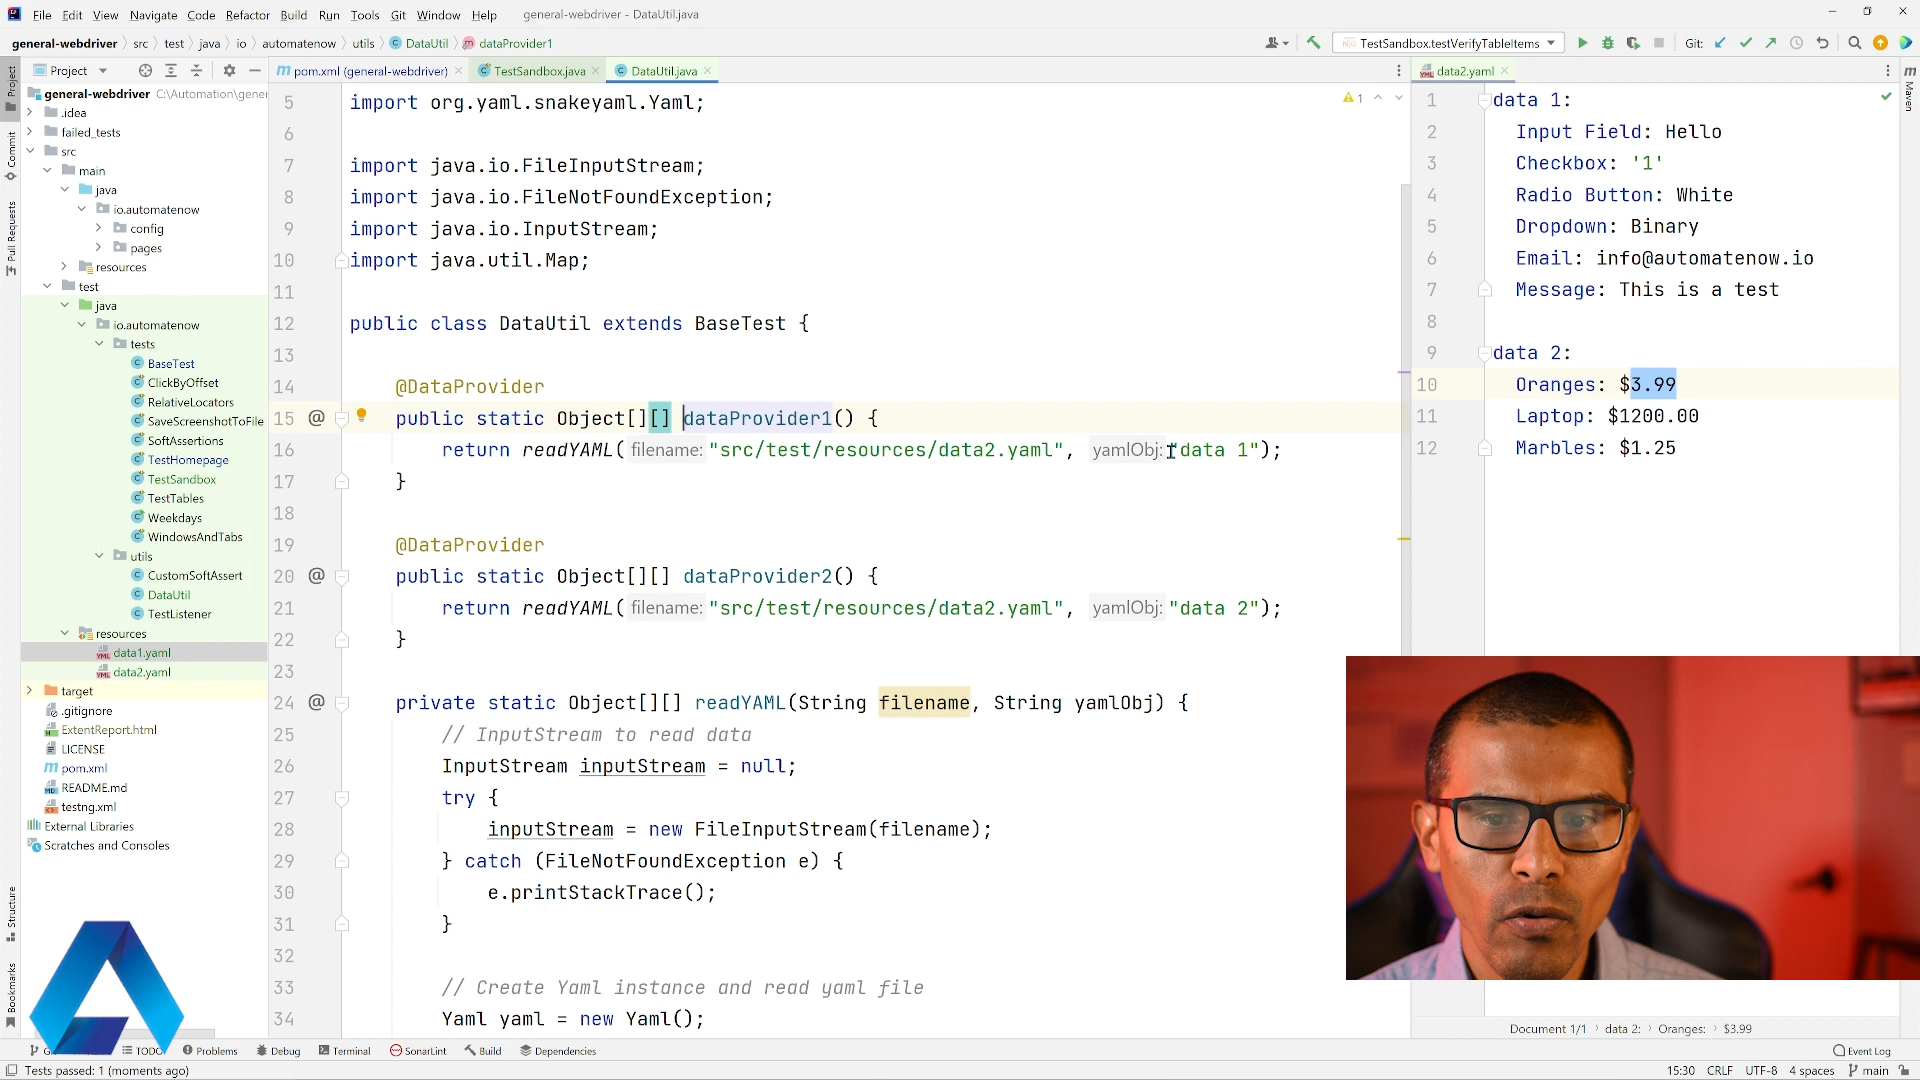 File Edit View Navigate Code Refactor Build Run Tools Git Window Help general-webdriver - DataUtil.java
general-webdriver src test java io automatenow utils DataUtil dataProvider1 TestSandbox.testVerifyTableItems Git:
Project pom.xml (general-webdriver) TestSandbox.java DataUtil.java data2.yaml
general-webdriver C:\Automation\gener
.idea
failed_tests
src
main
java
io.automatenow
config
pages
resources
test
java
io.automatenow
tests
BaseTest
ClickByOffset
RelativeLocators
SaveScreenshotToFile
SoftAssertions
TestHomepage
TestSandbox
TestTables
Weekdays
WindowsAndTabs
utils
CustomSoftAssert
DataUtil
TestListener
resources
data1.yaml
data2.yaml
target
.gitignore
ExtentReport.html
LICENSE
pom.xml
README.md
testng.xml
External Libraries
Scratches and Consoles
Project
Commit
Pull Requests
Structure
Bookmarks
5 import org.yaml.snakeyaml.Yaml;
6
7 import java.io.FileInputStream;
8 import java.io.FileNotFoundException;
9 import java.io.InputStream;
10 import java.util.Map;
11
12 public class DataUtil extends BaseTest {
13
14 @DataProvider
15 @ public static Object[][] dataProvider1() {
16 return readYAML( filename: "src/test/resources/data2.yaml", yamlObj: "data 1");
17 }
18
19 @DataProvider
20 @ public static Object[][] dataProvider2() {
21 return readYAML( filename: "src/test/resources/data2.yaml", yamlObj: "data 2");
22 }
23
24 @ private static Object[][] readYAML(String filename, String yamlObj) {
25 // InputStream to read data
26 InputStream inputStream = null;
27 try {
28 inputStream = new FileInputStream(filename);
29 } catch (FileNotFoundException e) {
30 e.printStackTrace();
31 }
32
33 // Create Yaml instance and read yaml file
34 Yaml yaml = new Yaml();
1
1 data 1:
2 Input Field: Hello
3 Checkbox: '1'
4 Radio Button: White
5 Dropdown: Binary
6 Email: info@automatenow.io
7 Message: This is a test
8
9 data 2:
10 Oranges: $3.99
11 Laptop: $1200.00
12 Marbles: $1.25
Maven
Document 1/1 data 2: Oranges: $3.99
TODO Problems Debug Terminal SonarLint Build Dependencies Event Log
Tests passed: 1 (moments ago) 15:30 CRLF UTF-8 4 spaces main